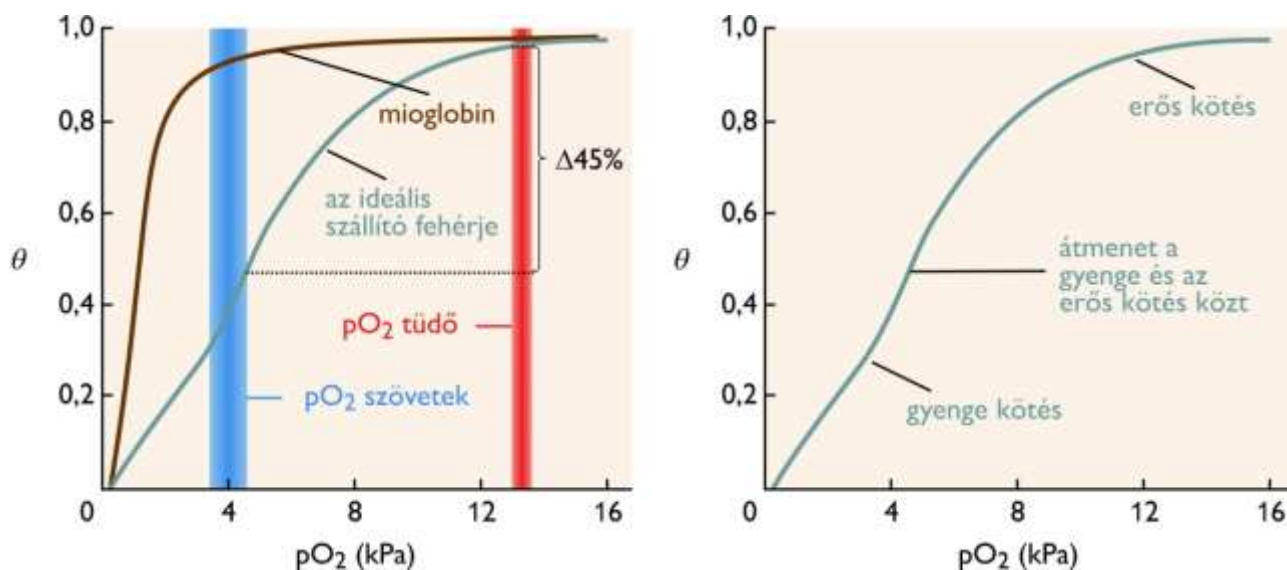 1,0
0,8
0,6
0,4
0,2
0
θ
mioglobin
az ideális
szállító fehérje
Δ45%
pO2 tüdő
pO2 szövetek
4
8
12
16
pO2 (kPa)
1,0
0,8
0,6
0,4
0,2
0
θ
erős kötés
átmenet a
gyenge és az
erős kötés közt
gyenge kötés
4
8
12
16
pO2 (kPa)